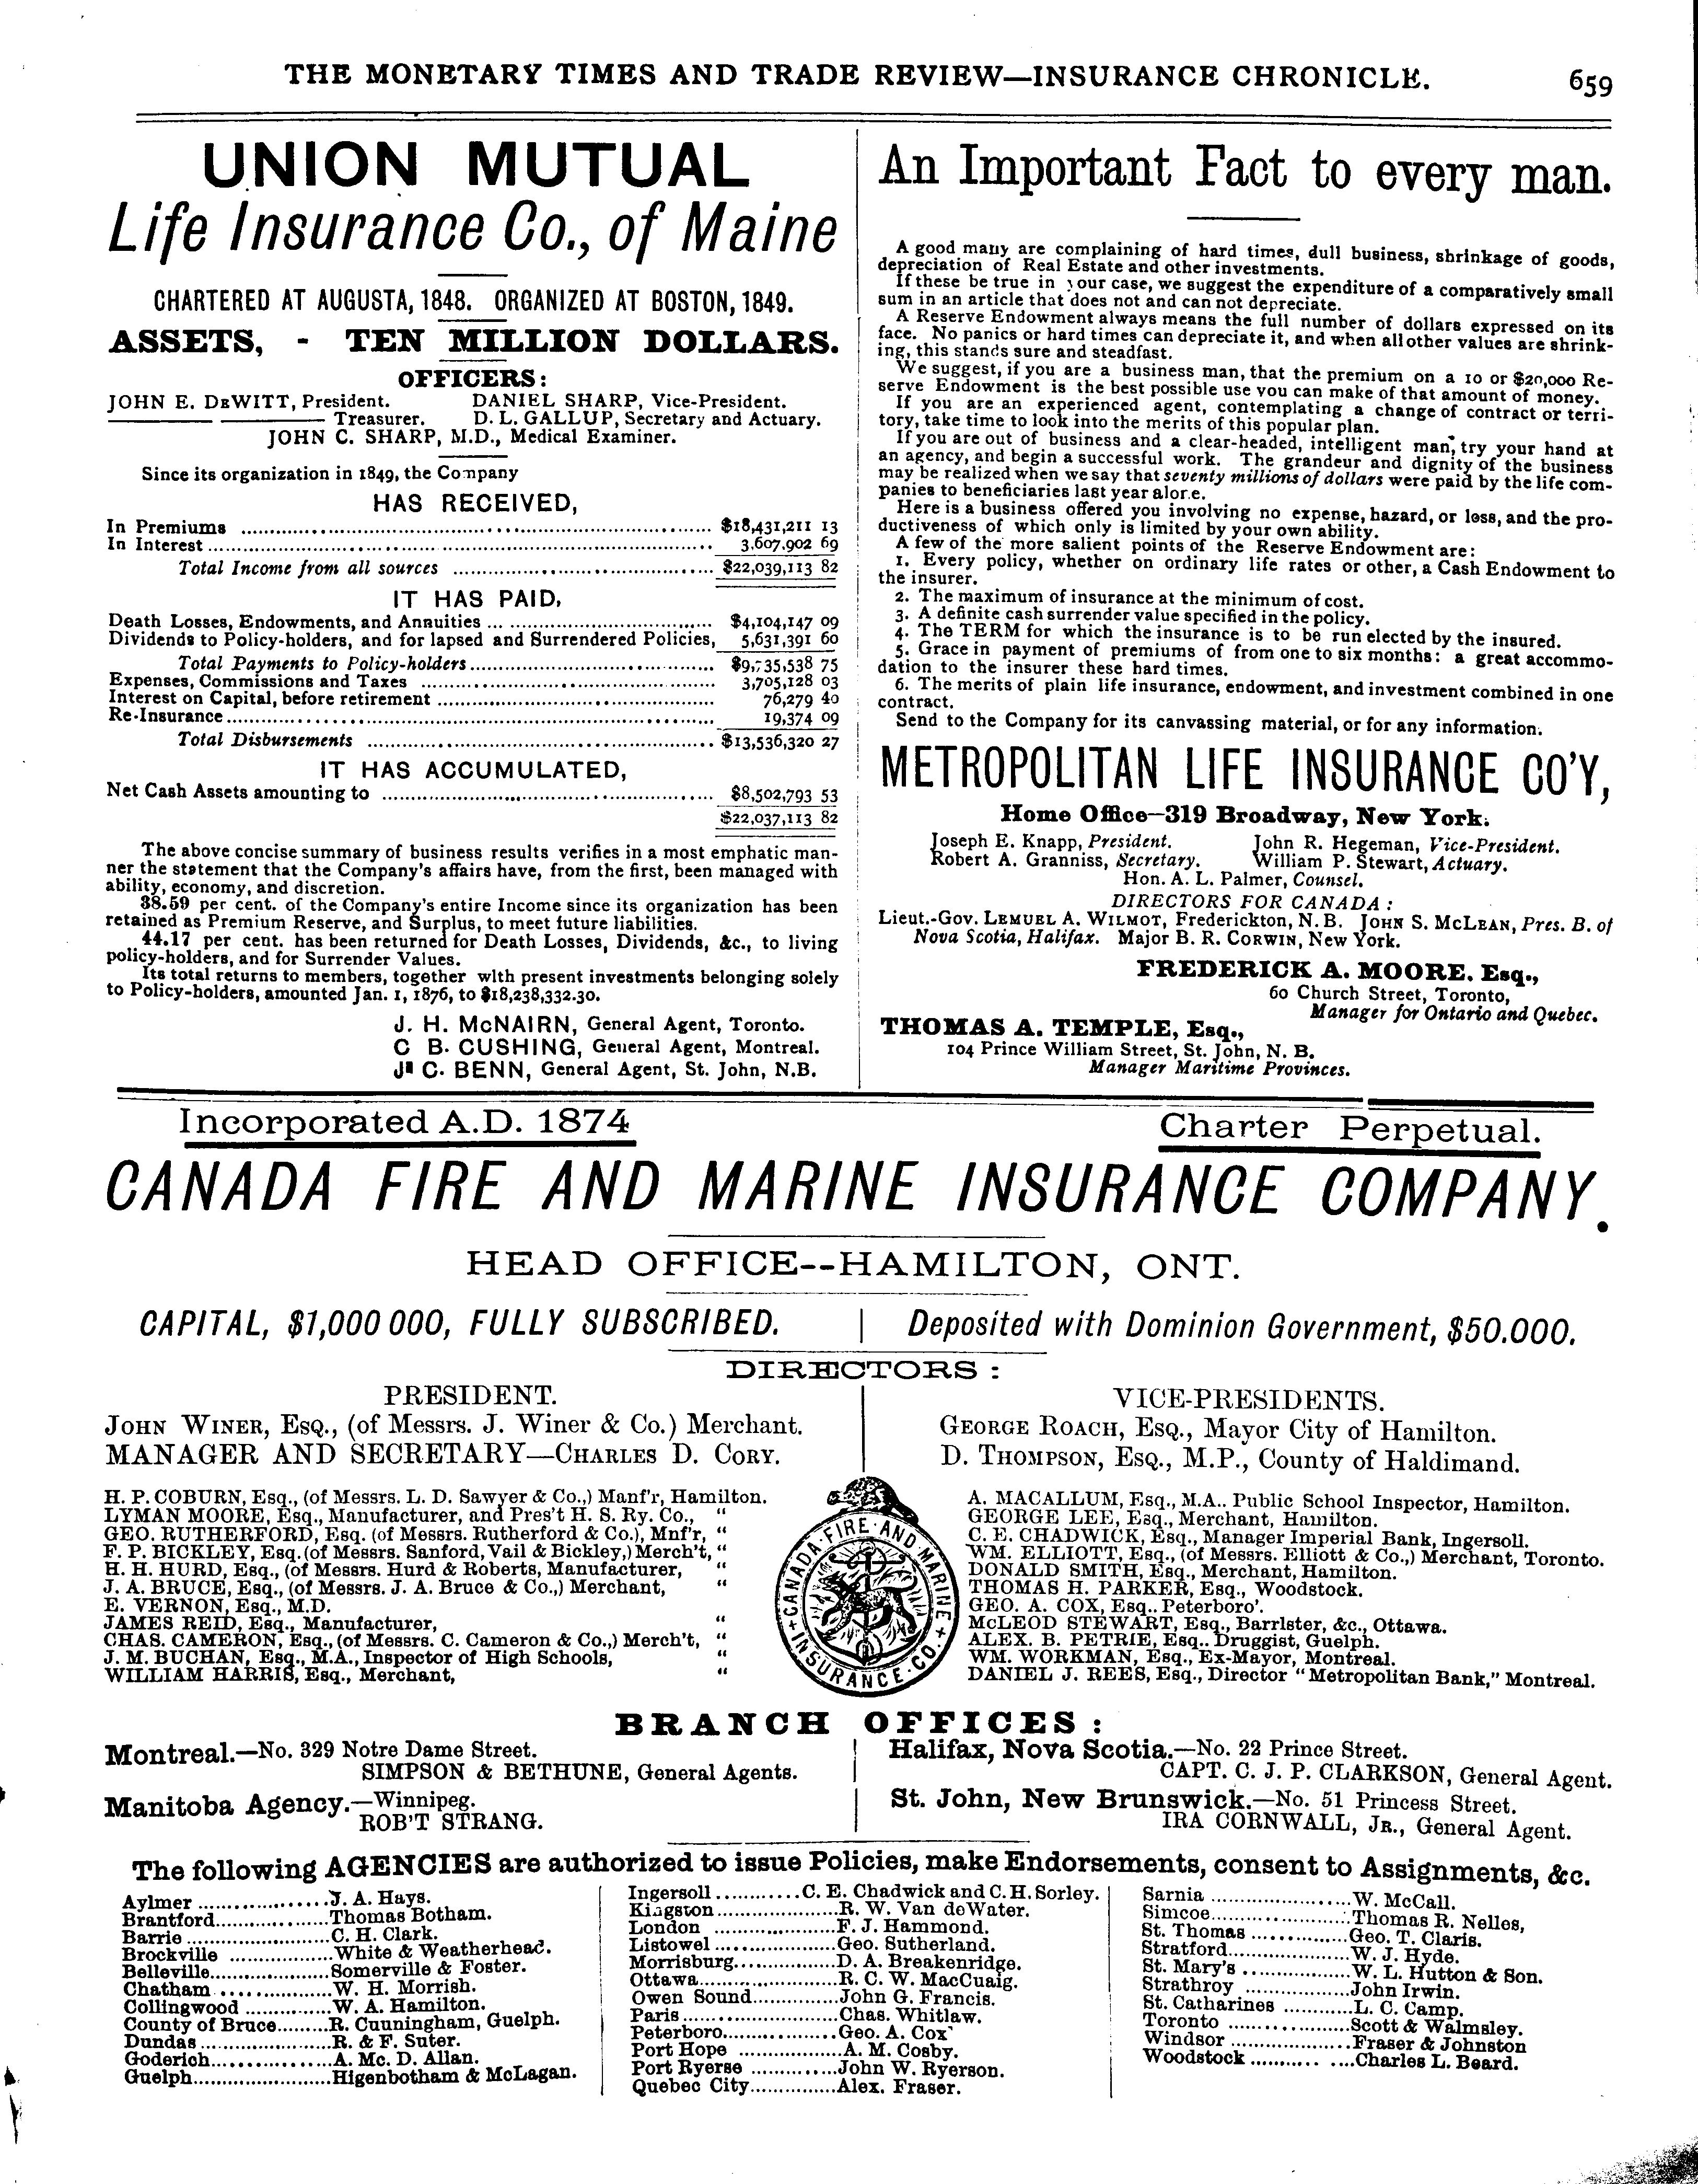 THE MONETARY TIMES AND TRADE REVIEW—INSURANCE CHRONICLE. 659
UNION MUTUAL
Life Insurance Co., of Maine
CHARTERED AT AUGUSTA, 1848. ORGANIZED AT BOSTON, 1849.
ASSETS, - TEN MILLION DOLLARS.
OFFICERS:
JOHN E. DEWITT, President. DANIEL SHARP, Vice-President.
Treasurer. D. L. GALLUP, Secretary and Actuary.
JOHN C. SHARP, M.D., Medical Examiner.
Since its organization in 1849, the Company
HAS RECEIVED,
In Premiums $18,431,211 13
In Interest 3,607,902 69
Total Income from all sources $22,039,113 82
IT HAS PAID,
Death Losses, Endowments, and Annuities $4,104,147 09
Dividends to Policy-holders, and for lapsed and Surrendered Policies, 5,631,391 60
Total Payments to Policy-holders $9,735,538 75
Expenses, Commissions and Taxes 3,705,128 03
Interest on Capital, before retirement 76,279 40
Re-Insurance 19,374 09
Total Disbursements $13,536,320 27
IT HAS ACCUMULATED,
Net Cash Assets amounting to $8,502,793 53
$22,037,113 82
The above concise summary of business results verifies in a most emphatic man-
ner the statement that the Company's affairs have, from the first, been managed with
ability, economy, and discretion.
38.59 per cent. of the Company's entire Income since its organization has been
retained as Premium Reserve, and Surplus, to meet future liabilities.
44.17 per cent. has been returned for Death Losses, Dividends, &c., to living
policy-holders, and for Surrender Values.
Its total returns to members, together with present investments belonging solely
to Policy-holders, amounted Jan. 1, 1876, to $18,238,332.30.
J. H. McNAIRN, General Agent, Toronto.
C B. CUSHING, General Agent, Montreal.
J. C. BENN, General Agent, St. John, N.B.
An Important Fact to every man.
A good many are complaining of hard times, dull business, shrinkage of goods,
depreciation of Real Estate and other investments.
If these be true in your case, we suggest the expenditure of a comparatively small
sum in an article that does not and can not depreciate.
A Reserve Endowment always means the full number of dollars expressed on its
face. No panics or hard times can depreciate it, and when all other values are shrink-
ing, this stands sure and steadfast.
We suggest, if you are a business man, that the premium on a 10 or $20,000 Re-
serve Endowment is the best possible use you can make of that amount of money.
If you are an experienced agent, contemplating a change of contract or terri-
tory, take time to look into the merits of this popular plan.
If you are out of business and a clear-headed, intelligent man, try your hand at
an agency, and begin a successful work. The grandeur and dignity of the business
may be realized when we say that seventy millions of dollars were paid by the life com-
panies to beneficiaries last year alone.
Here is a business offered you involving no expense, hazard, or loss, and the pro-
ductiveness of which only is limited by your own ability.
A few of the more salient points of the Reserve Endowment are:
1. Every policy, whether on ordinary life rates or other, a Cash Endowment to
the insurer.
2. The maximum of insurance at the minimum of cost.
3. A definite cash surrender value specified in the policy.
4. The TERM for which the insurance is to be run elected by the insured.
5. Grace in payment of premiums of from one to six months: a great accommo-
dation to the insurer these hard times.
6. The merits of plain life insurance, endowment, and investment combined in one
contract.
Send to the Company for its canvassing material, or for any information.
METROPOLITAN LIFE INSURANCE CO'Y,
Home Office—319 Broadway, New York.
Joseph E. Knapp, President. John R. Hegeman, Vice-President.
Robert A. Granniss, Secretary. William P. Stewart, Actuary.
Hon. A. L. Palmer, Counsel.
DIRECTORS FOR CANADA:
Lieut.-Gov. LEMUEL A. WILMOT, Frederickton, N. B. JOHN S. MCLEAN, Pres. B. of
Nova Scotia, Halifax. Major B. R. CORWIN, New York.
FREDERICK A. MOORE. Esq.,
60 Church Street, Toronto,
Manager for Ontario and Quebec.
THOMAS A. TEMPLE, Esq.,
104 Prince William Street, St. John, N. B.
Manager Maritime Provinces.
Incorporated A.D. 1874 Charter Perpetual.
CANADA FIRE AND MARINE INSURANCE COMPANY.
HEAD OFFICE--HAMILTON, ONT.
CAPITAL, $1,000 000, FULLY SUBSCRIBED. Deposited with Dominion Government, $50.000.
DIRECTORS:
PRESIDENT.
JOHN WINER, ESQ., (of Messrs. J. Winer & Co.) Merchant.
MANAGER AND SECRETARY—CHARLES D. CORY.
VICE-PRESIDENTS.
GEORGE ROACH, ESQ., Mayor City of Hamilton.
D. THOMPSON, ESQ., M.P., County of Haldimand.
H. P. COBURN, Esq., (of Messrs. L. D. Sawyer & Co.,) Manf'r, Hamilton.
LYMAN MOORE, Esq., Manufacturer, and Pres't H. S. Ry. Co., "
GEO. RUTHERFORD, Esq. (of Messrs. Rutherford & Co.), Mnf'r, "
F. P. BICKLEY, Esq. (of Messrs. Sanford, Vail & Bickley,) Merch't, "
H. H. HURD, Esq., (of Messrs. Hurd & Roberts, Manufacturer, "
J. A. BRUCE, Esq., (of Messrs. J. A. Bruce & Co.,) Merchant, "
E. VERNON, Esq., M.D.
JAMES REID, Esq., Manufacturer, "
CHAS. CAMERON, Esq., (of Messrs. C. Cameron & Co.,) Merch't, "
J. M. BUCHAN, Esq., M.A., Inspector of High Schools, "
WILLIAM HARRIS, Esq., Merchant, "
CANADA·FIRE·AND·MARINE
INSURANCE·CO.
A. MACALLUM, Esq., M.A.. Public School Inspector, Hamilton.
GEORGE LEE, Esq., Merchant, Hamilton.
C. E. CHADWICK, Esq., Manager Imperial Bank, Ingersoll.
WM. ELLIOTT, Esq., (of Messrs. Elliott & Co.,) Merchant, Toronto.
DONALD SMITH, Esq., Merchant, Hamilton.
THOMAS H. PARKER, Esq., Woodstock.
GEO. A. COX, Esq.. Peterboro'.
McLEOD STEWART, Esq., Barrister, &c., Ottawa.
ALEX. B. PETRIE, Esq.. Druggist, Guelph.
WM. WORKMAN, Esq., Ex-Mayor, Montreal.
DANIEL J. REES, Esq., Director "Metropolitan Bank," Montreal.
BRANCH OFFICES:
Montreal.—No. 329 Notre Dame Street.
SIMPSON & BETHUNE, General Agents.
Manitoba Agency.—Winnipeg.
ROB'T STRANG.
Halifax, Nova Scotia.—No. 22 Prince Street.
CAPT. C. J. P. CLARKSON, General Agent.
St. John, New Brunswick.—No. 51 Princess Street.
IRA CORNWALL, JR., General Agent.
The following AGENCIES are authorized to issue Policies, make Endorsements, consent to Assignments, &c.
Aylmer J. A. Hays.
Brantford Thomas Botham.
Barrie C. H. Clark.
Brockville White & Weatherhead.
Belleville Somerville & Foster.
Chatham W. H. Morrish.
Collingwood W. A. Hamilton.
County of Bruce R. Cuuningham, Guelph.
Dundas R. & F. Suter.
Goderich A. Mc. D. Allan.
Guelph Higenbotham & McLagan.
Ingersoll C. E. Chadwick and C. H. Sorley.
Kingston R. W. Van deWater.
London F. J. Hammond.
Listowel Geo. Sutherland.
Morrisburg D. A. Breakenridge.
Ottawa R. C. W. MacCuaig.
Owen Sound John G. Francis.
Paris Chas. Whitlaw.
Peterboro Geo. A. Cox'
Port Hope A. M. Cosby.
Port Ryerse John W. Ryerson.
Quebec City Alex. Fraser.
Sarnia W. McCall.
Simcoe Thomas R. Nelles,
St. Thomas Geo. T. Claris.
Stratford W. J. Hyde.
St. Mary's W. L. Hutton & Son.
Strathroy John Irwin.
St. Catharines L. C. Camp.
Toronto Scott & Walmsley.
Windsor Fraser & Johnston
Woodstock Charles L. Beard.